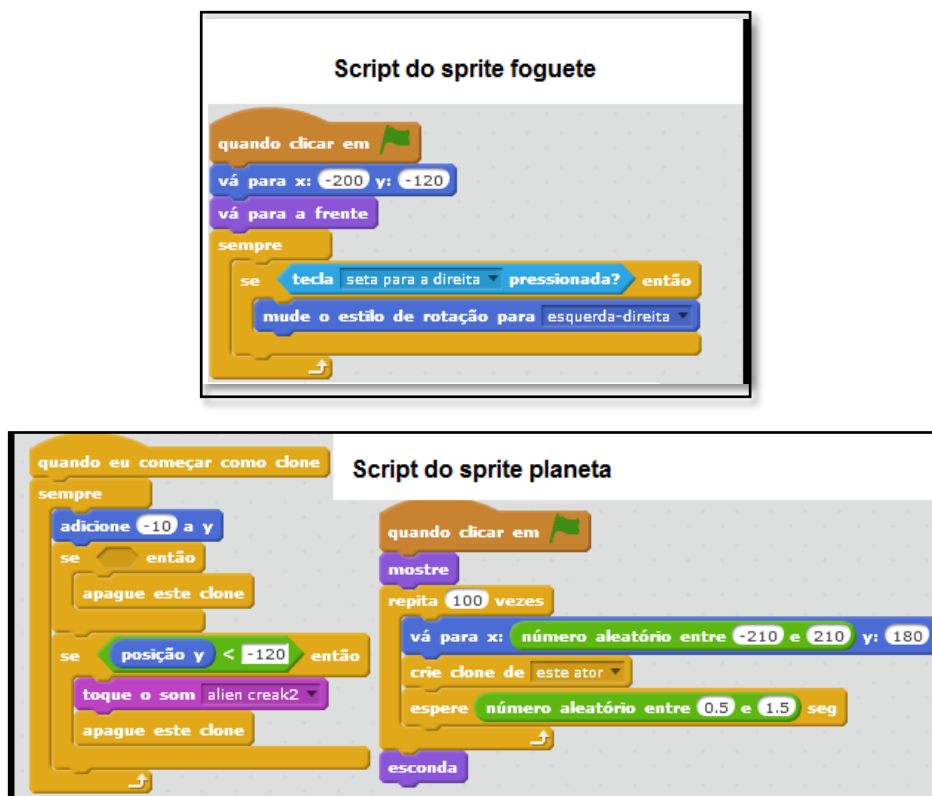 Script do sprite foguete
quando clicar em
vá para x: -200 y: -120
vá para a frente
sempre
se tecla seta para a direita pressionada? então
mude o estilo de rotação para esquerda-direita
Script do sprite planeta
quando eu começar como clone
sempre
adicione -10 a y
se então
apague este clone
se posição y < -120 então
toque o som alien creak2
apague este clone
quando clicar em
mostre
repita 100 vezes
vá para x: número aleatório entre -210 e 210 y: 180
crie clone de este ator
espere número aleatório entre 0.5 e 1.5 seg
esconda